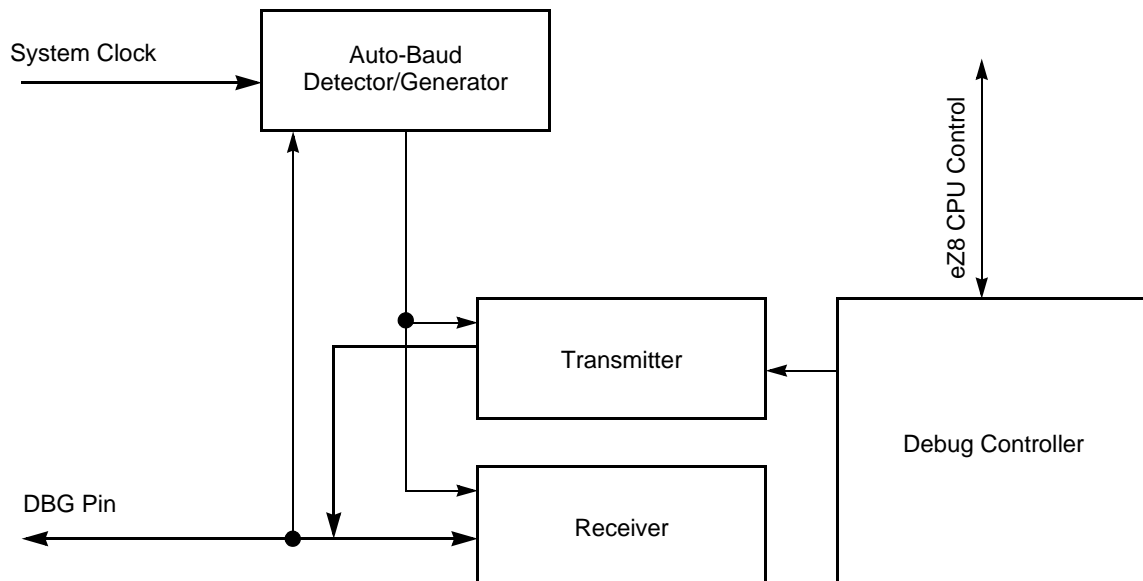 System Clock
Auto-Baud
Detector/Generator
eZ8 CPU Control
Transmitter
Debug Controller
DBG Pin
Receiver